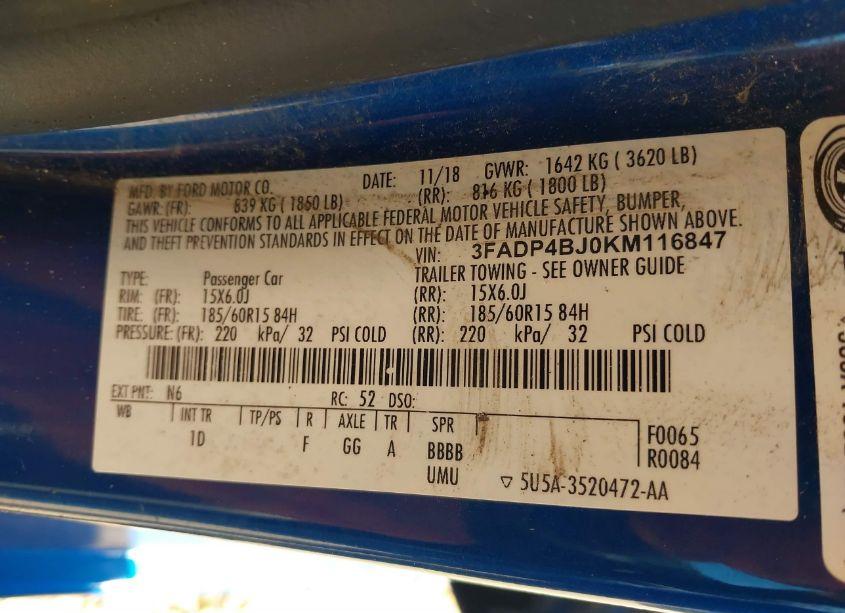 MFD. BY FORD MOTOR CO. DATE: 11/18 GVWR: 1642 KG ( 3620 LB)
GAWR: (FR): 839 KG ( 1850 LB) (RR): 816 KG ( 1800 LB)
THIS VEHICLE CONFORMS TO ALL APPLICABLE FEDERAL MOTOR VEHICLE SAFETY, BUMPER,
AND THEFT PREVENTION STANDARDS IN EFFECT ON THE DATE OF MANUFACTURE SHOWN ABOVE.
VIN: 3FADP4BJ0KM116847
TYPE: Passenger Car TRAILER TOWING - SEE OWNER GUIDE
RIM: (FR): 15X6.0J (RR): 15X6.0J
TIRE: (FR): 185/60R15 84H (RR): 185/60R15 84H
PRESSURE: (FR): 220 kPa/ 32 PSI COLD (RR): 220 kPa/ 32 PSI COLD
EXT PNT: N6 RC: 52 DSO:
WB INT TR TP/PS R AXLE TR SPR
1D F GG A BBBB F0065
UMU R0084
5U5A-3520472-AA